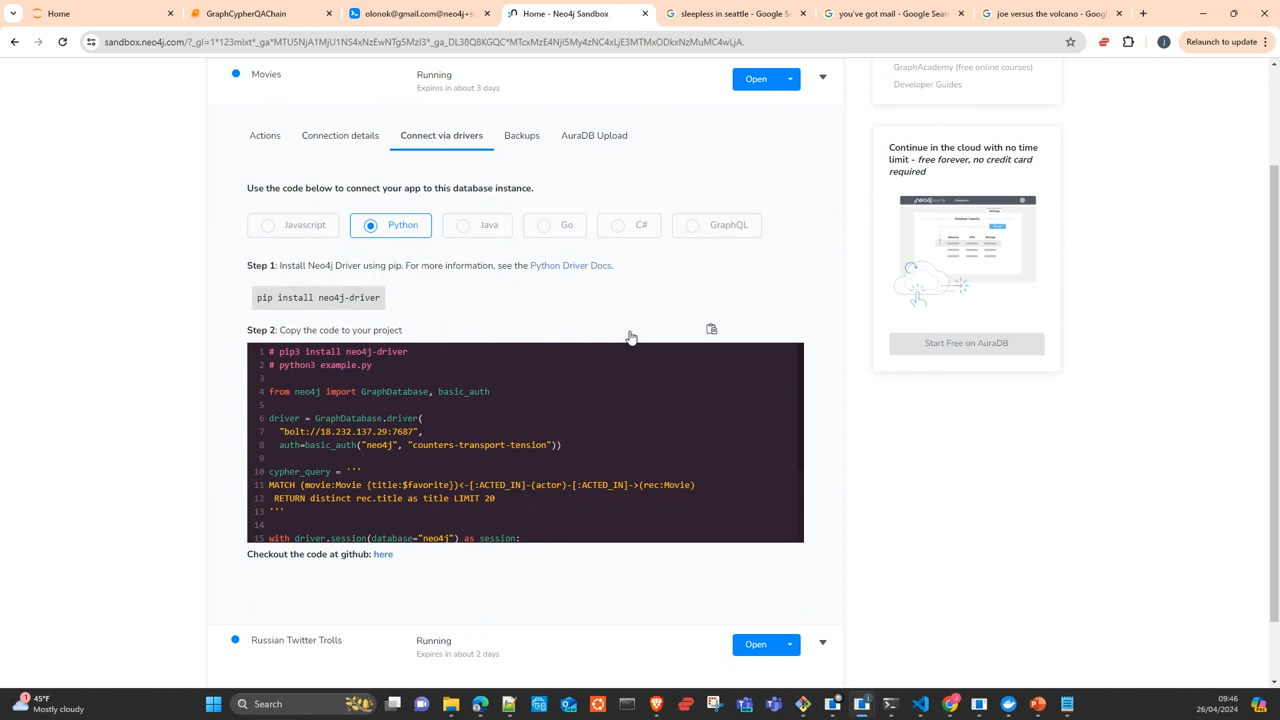 Home
GraphCypherQAChain
olonok@gmail.com@neo4j+s
Home - Neo4j Sandbox
sleepless in seattle - Google Se
you've got mail - Google Sear
joe versus the volcano - Google
sandbox.neo4j.com/?_gl=1*123mlxt*_ga*MTU5NjA1MjU1NS4xNzEwNTg5MzI3*_ga_DL38Q8KGQC*MTcxMzE4NjI5My4zNC4xLjE3MTMxODkxNzMuMC4wLjA.
Relaunch to update
Movies
Running
Expires in about 3 days
Open
GraphAcademy (free online courses)
Developer Guides
Actions
Connection details
Connect via drivers
Backups
AuraDB Upload
Continue in the cloud with no time
limit - free forever, no credit card
required
Start Free on AuraDB
Use the code below to connect your app to this database instance.
Javascript
Python
Java
Go
C#
GraphQL
Step 1: Install Neo4j Driver using pip. For more information, see the Python Driver Docs.
pip install neo4j-driver
Step 2: Copy the code to your project
1 # pip3 install neo4j-driver
2 # python3 example.py
3
4 from neo4j import GraphDatabase, basic_auth
5
6 driver = GraphDatabase.driver(
7 "bolt://18.232.137.29:7687",
8 auth=basic_auth("neo4j", "counters-transport-tension"))
9
10 cypher_query = '''
11 MATCH (movie:Movie {title:$favorite})<-[:ACTED_IN]-(actor)-[:ACTED_IN]->(rec:Movie)
12 RETURN distinct rec.title as title LIMIT 20
13 '''
14
15 with driver.session(database="neo4j") as session:
Checkout the code at github: here
Russian Twitter Trolls
Running
Expires in about 2 days
Open
1
45°F
Mostly cloudy
Search
09:46
26/04/2024